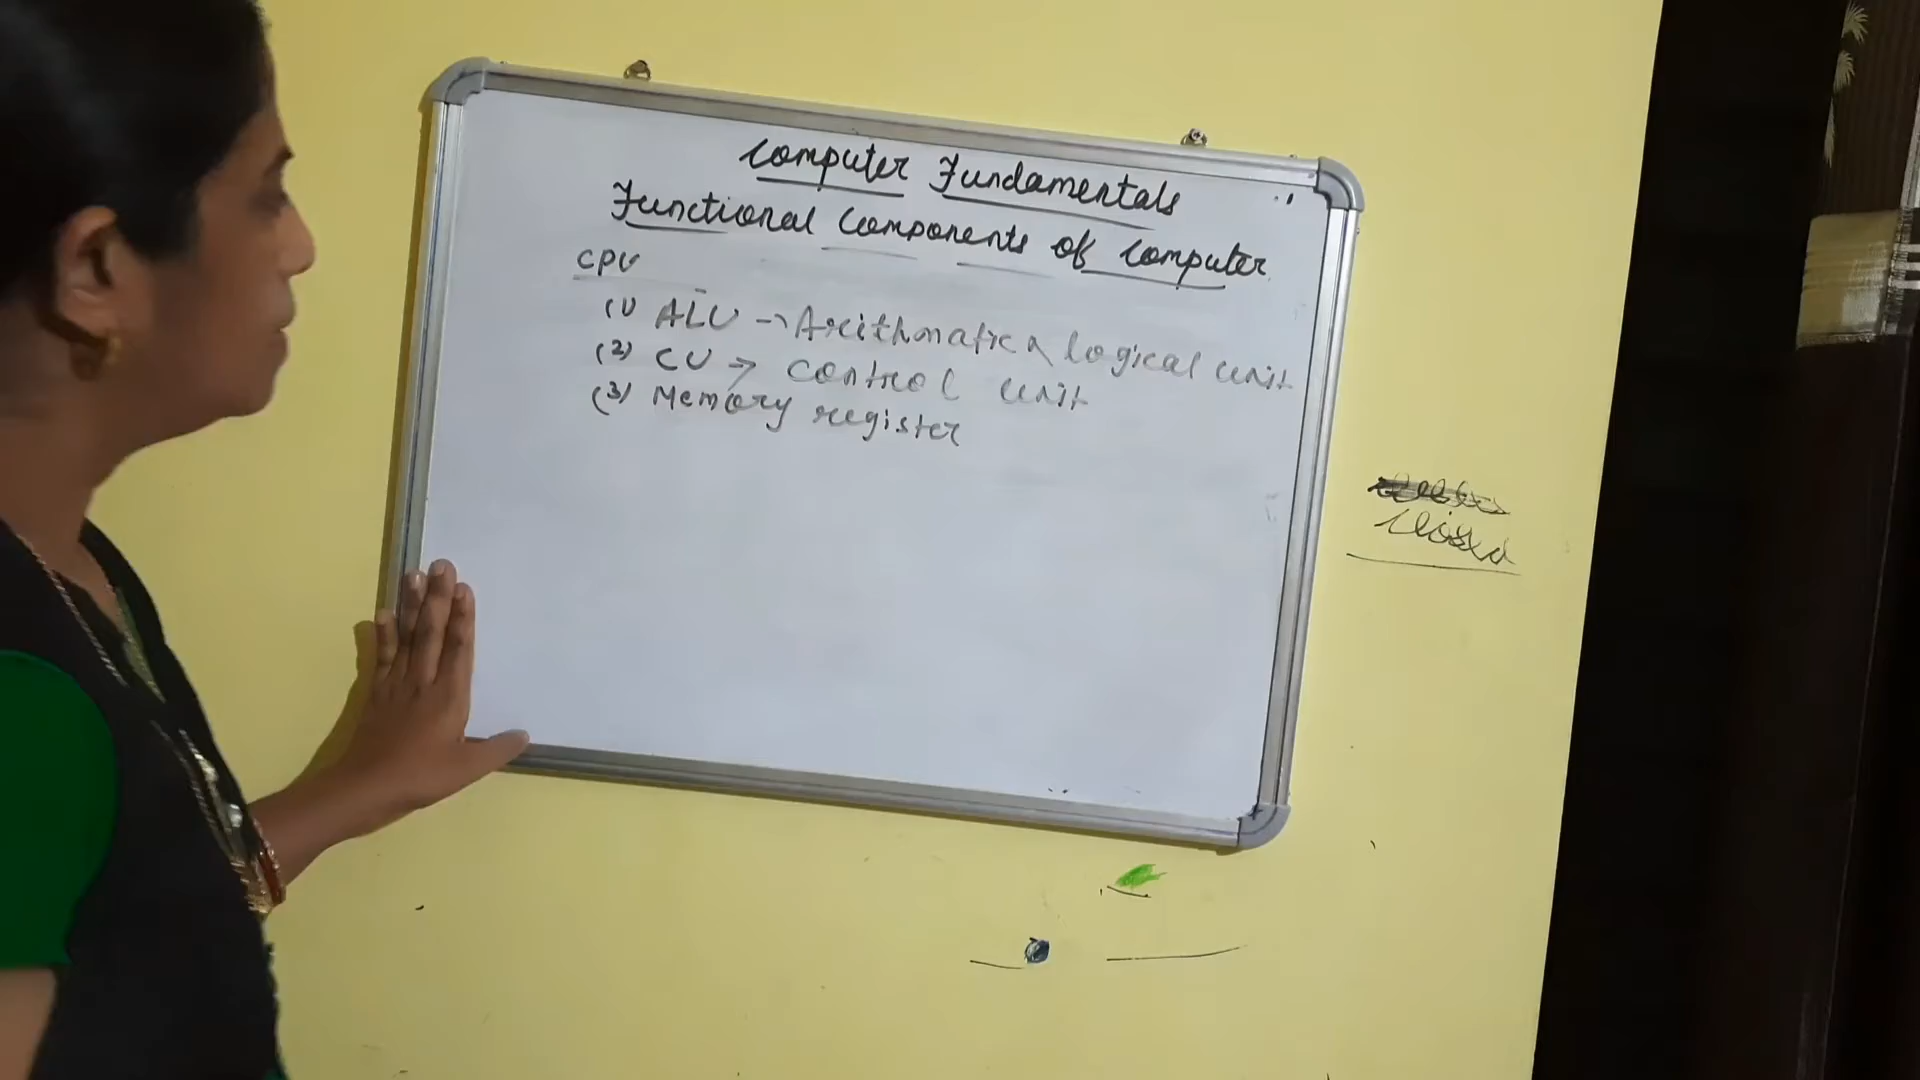 Computer Fundamentals
Functional Components of Computer
CPU
(1) ALU → Arithmatic & logical unit
(2) CU → control unit
(3) Memory register